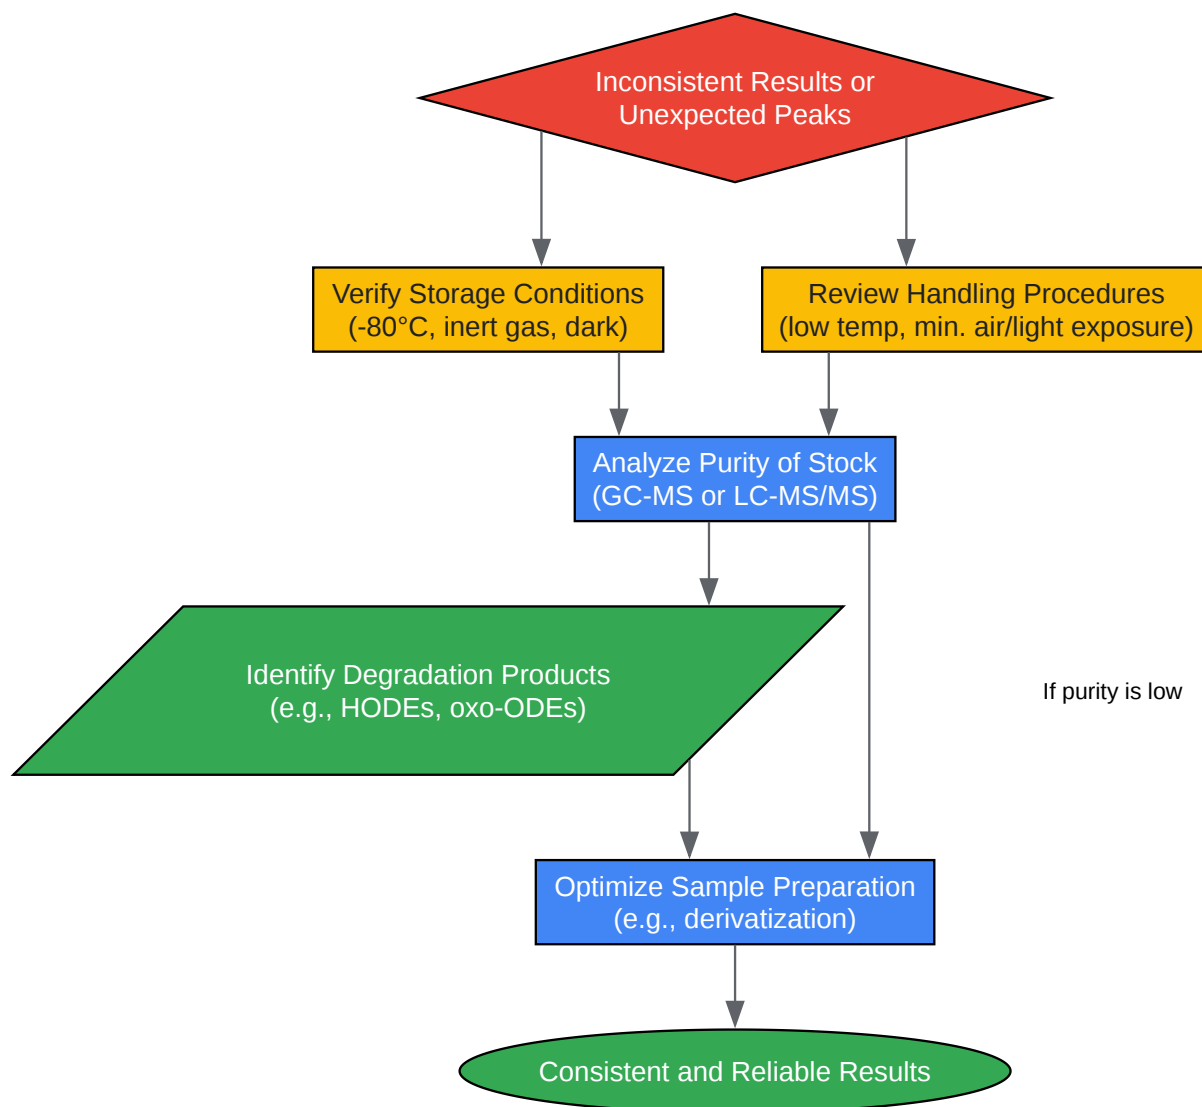 Inconsistent Results or
Unexpected Peaks
Verify Storage Conditions
(-80°C, inert gas, dark)
Review Handling Procedures
(low temp, min. air/light exposure)
Analyze Purity of Stock
(GC-MS or LC-MS/MS)
Identify Degradation Products
(e.g., HODEs, oxo-ODEs)
If purity is low
Optimize Sample Preparation
(e.g., derivatization)
Consistent and Reliable Results